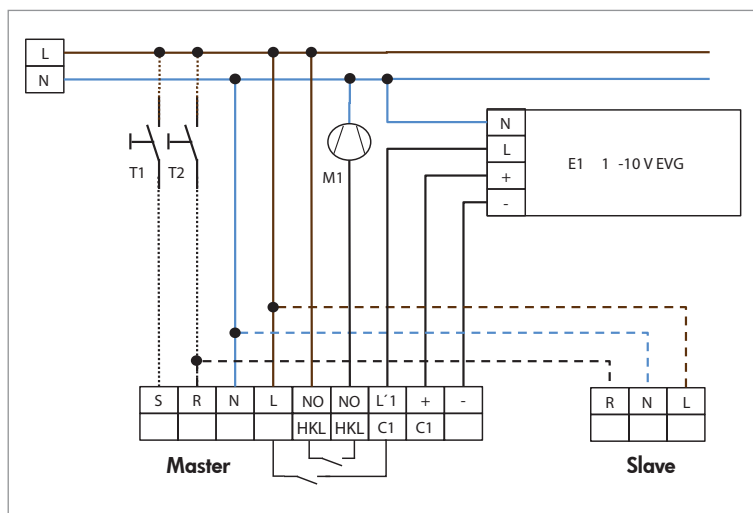 L
N
T1 T2
M1
N
L
+
-
E1 1 -10 V EVG
S R N L NO NO L´1 + -
HKL HKL C1 C1
R N L
Master
Slave